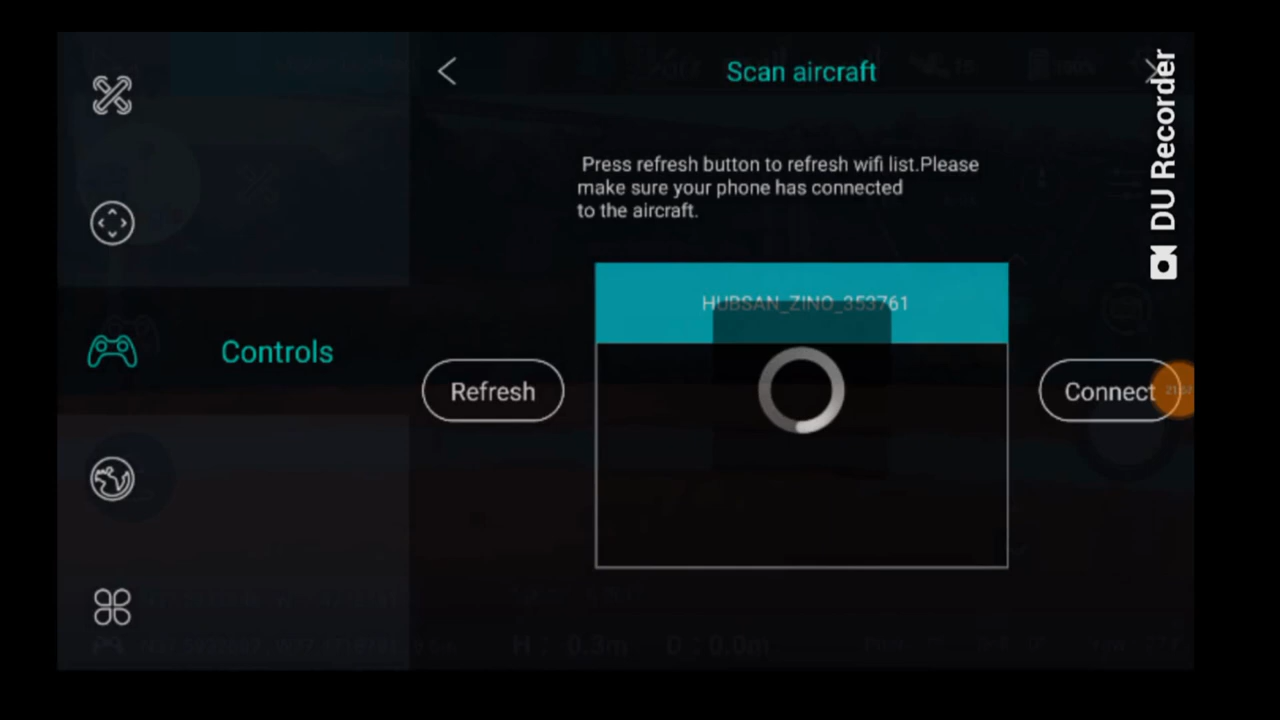 Scan aircraft
DU Recorder
Press refresh button to refresh wifi list.Please
make sure your phone has connected
to the aircraft.
HUBSAN_ZINO_353761
Controls
Refresh
Connect
H : 0.3m D : 0.0m